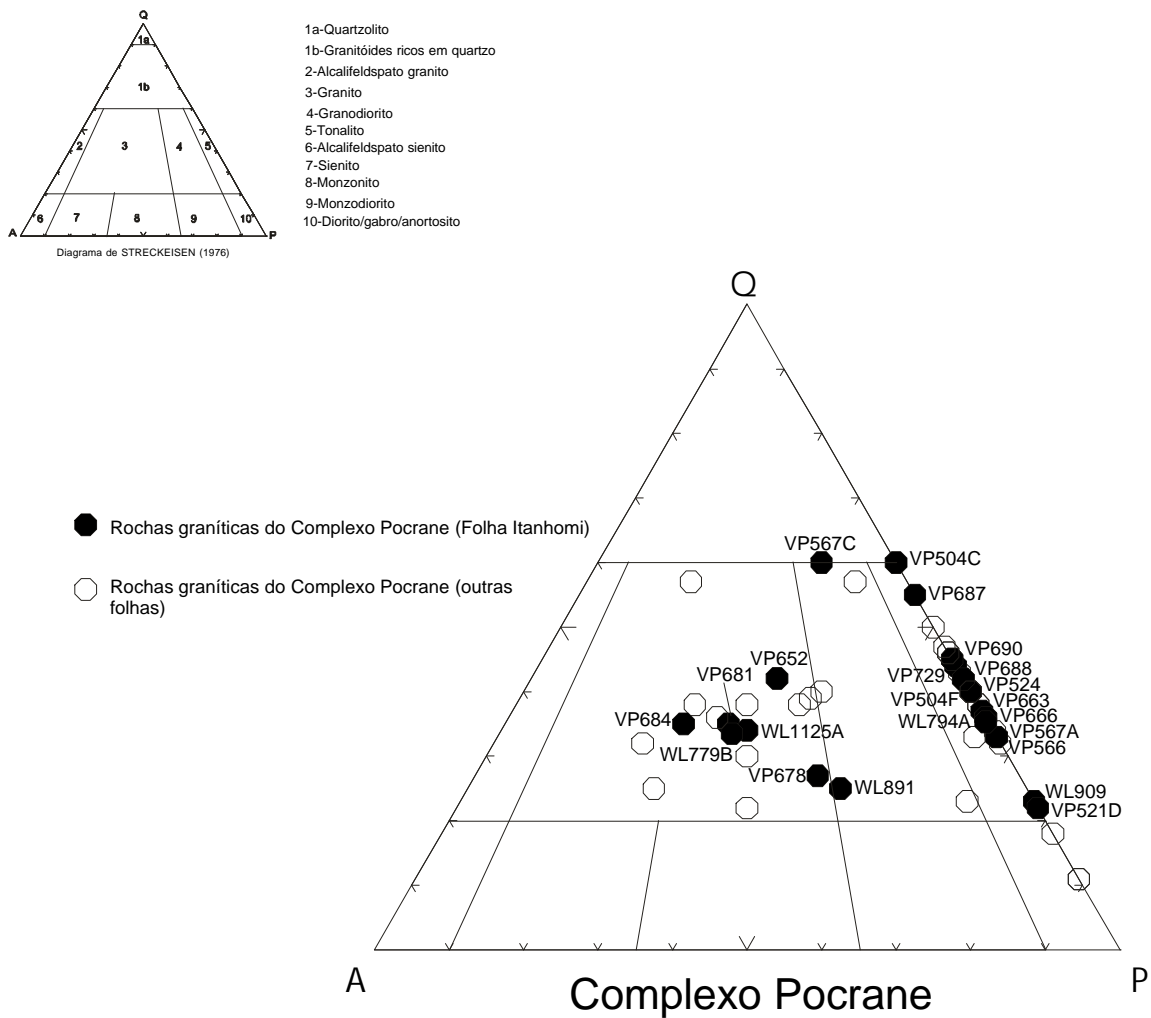 Q
1a
1b
2
3
4
5
6
7
8
9
10
A
P
Diagrama de STRECKEISEN (1976)
1a-Quartzolito
1b-Granitóides ricos em quartzo
2-Alcalifeldspato granito
3-Granito
4-Granodiorito
5-Tonalito
6-Alcalifeldspato sienito
7-Sienito
8-Monzonito
9-Monzodiorito
10-Diorito/gabro/anortosito
Rochas graníticas do Complexo Pocrane (Folha Itanhomi)
Rochas graníticas do Complexo Pocrane (outras
folhas)
Q
VP567C
VP504C
VP687
VP690
VP652
VP681
VP729
VP688
VP524
VP504F
VP663
VP684
WL794A
VP666
WL1125A
VP567A
WL779B
VP566
VP678
WL891
WL909
VP521D
A
P
Complexo Pocrane